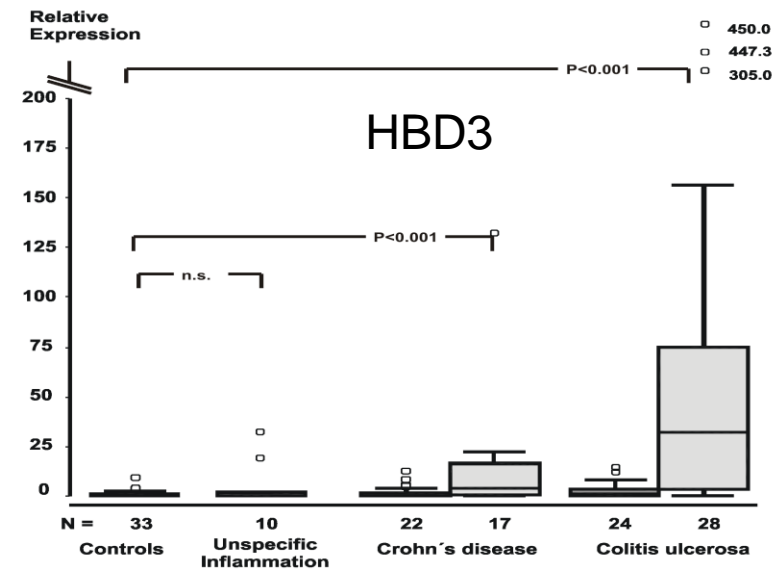 Relative
Expression
450.0
447.3
P<0.001
305.0
200
HBD3
175
150
P<0.001
125
n.s.
100
75
50
25
0
N = 33 10 22 17 24 28
Controls Unspecific Inflammation Crohn´s disease Colitis ulcerosa